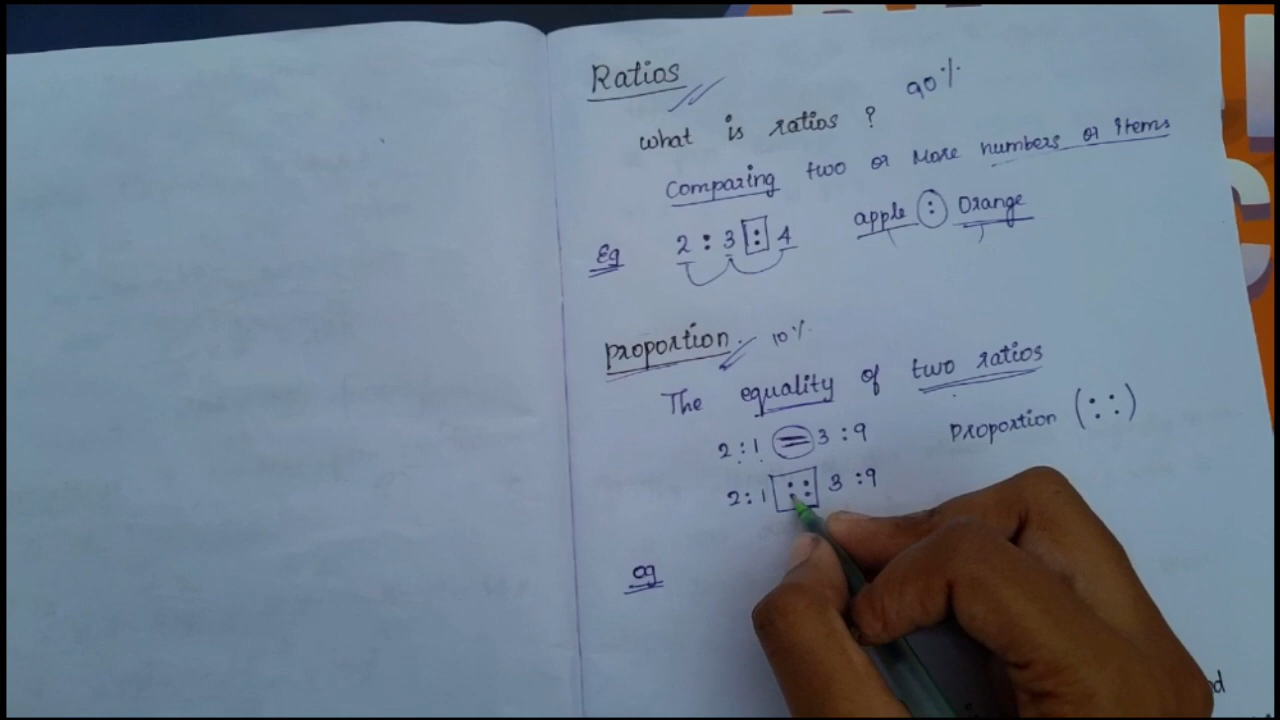 Ratios
90%
what is ratios ?
Comparing two or More numbers or Items
Eg 2 : 3 : 4 apple : Orange
proportion. 10%
The equality of two ratios
2 : 1 = 3 : 9 Proportion (::)
2 : 1 :: 3 : 9